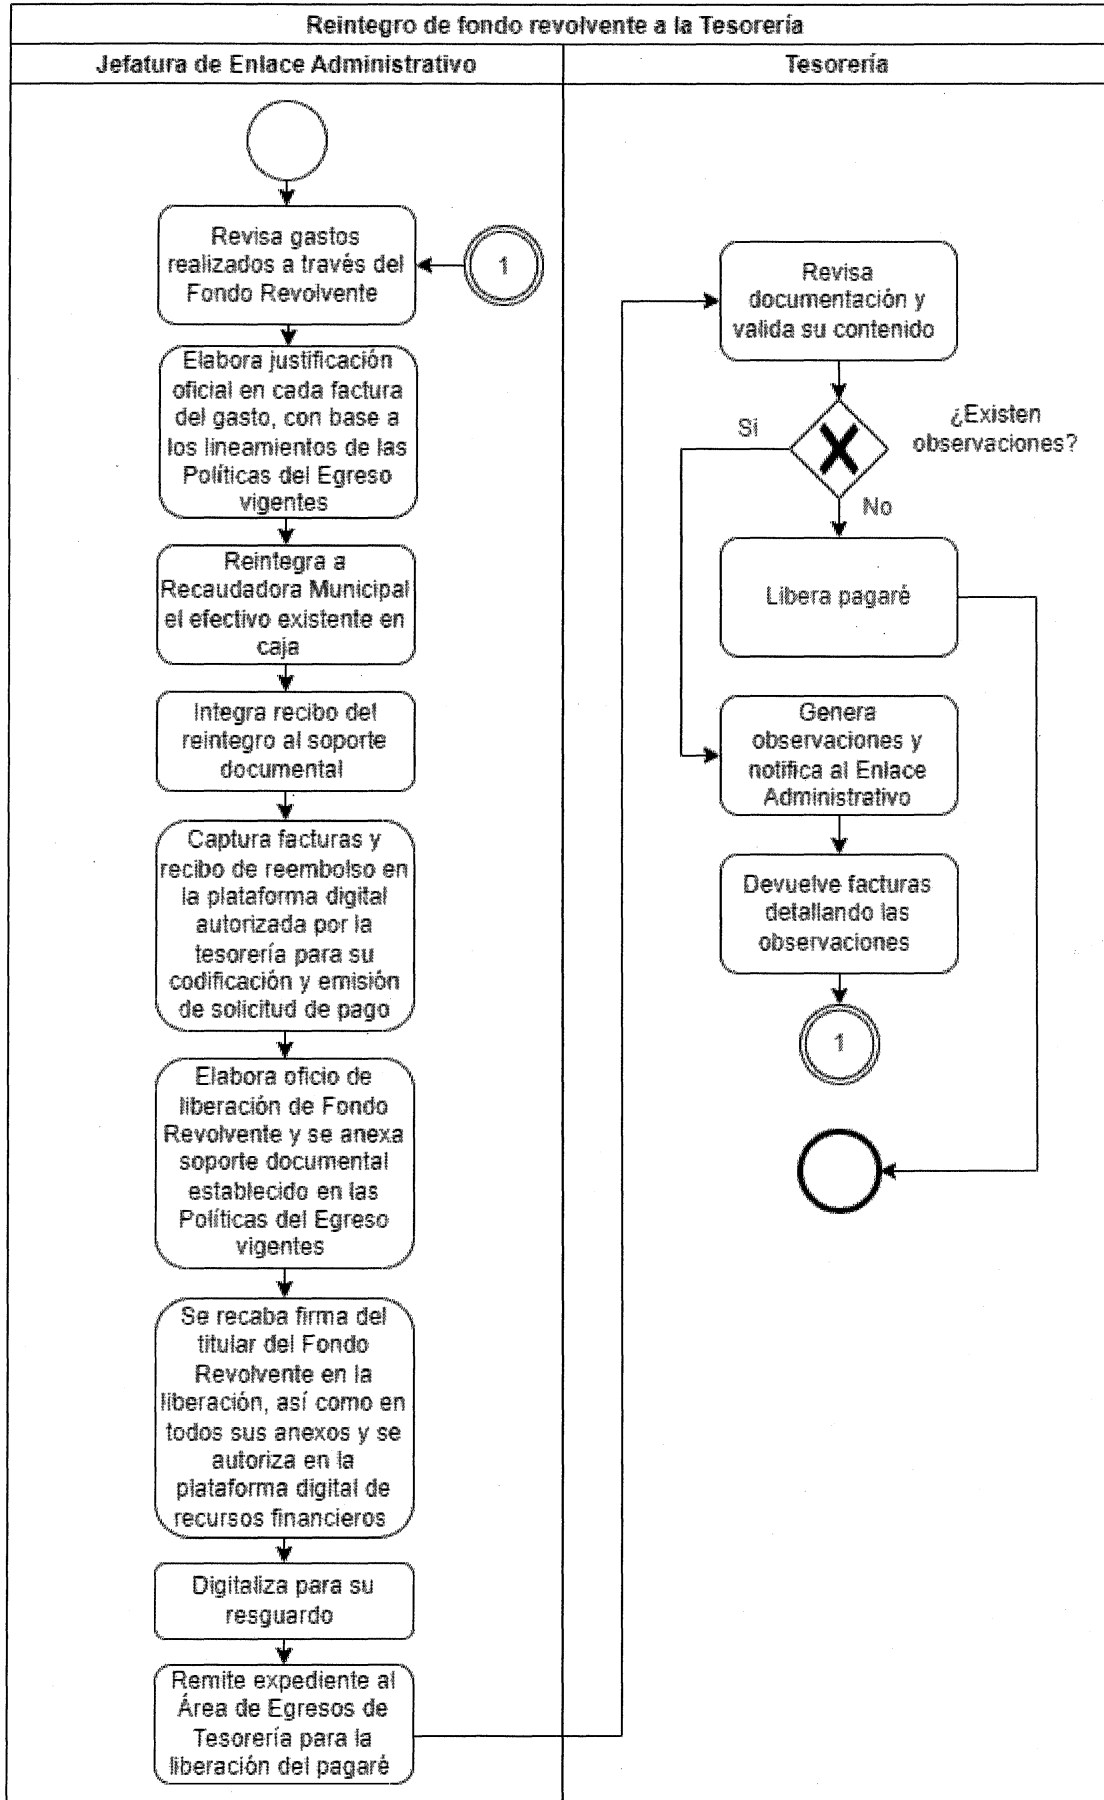 Reintegro de fondo revolvente a la Tesorería
Jefatura de Enlace Administrativo
Revisa gastos
realizados a través del
Fondo Revolvente
1
Elabora justificación
oficial en cada factura
del gasto, con base a
los lineamientos de las
Políticas del Egreso
vigentes
Reintegra a
Recaudadora Municipal
el efectivo existente en
caja
Integra recibo del
reintegro al soporte
documental
Captura facturas y
recibo de reembolso en
la plataforma digital
autorizada por la
tesorería para su
codificación y emisión
de solicitud de pago
Elabora oficio de
liberación de Fondo
Revolvente y se anexa
soporte documental
establecido en las
Políticas del Egreso
vigentes
Se recaba firma del
titular del Fondo
Revolvente en la
liberación, así como en
todos sus anexos y se
autoriza en la
plataforma digital de
recursos financieros
Digitaliza para su
resguardo
Remite expediente al
Área de Egresos de
Tesorería para la
liberación del pagaré
Tesorería
Revisa
documentación y
valida su contenido
¿Existen
observaciones?
Si
No
Libera pagaré
Genera
observaciones y
notifica al Enlace
Administrativo
Devuelve facturas
detallando las
observaciones
1